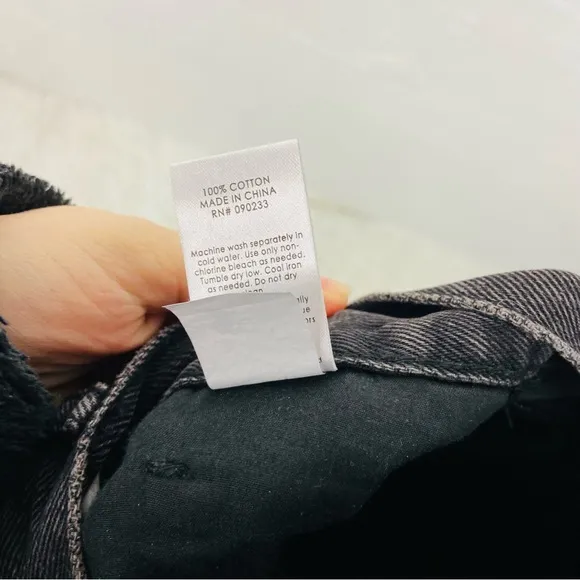 100% COTTON
MADE IN CHINA
RN# 090233
Machine wash separately in
cold water. Use only non-
chlorine bleach as needed.
Tumble dry low. Cool iron
as needed. Do not dry